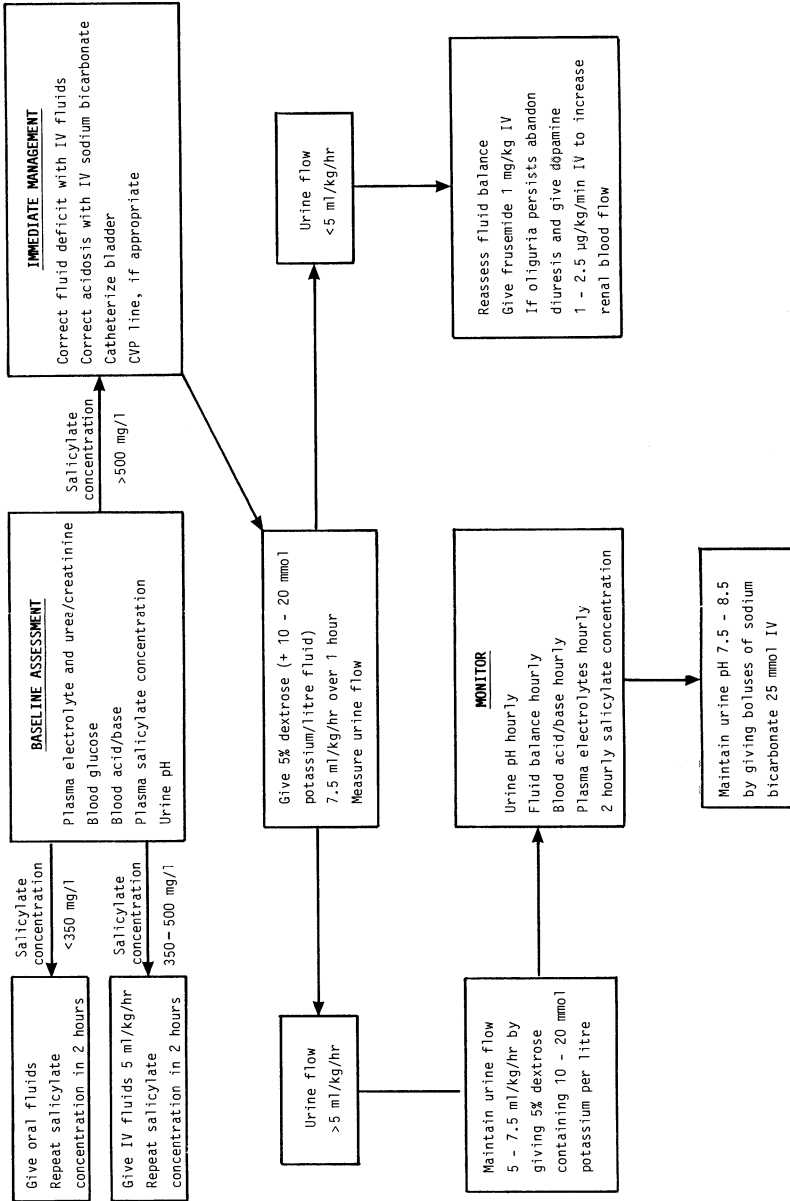 BASELINE ASSESSMENT
Plasma electrolyte and urea/creatinine
Blood glucose
Blood acid/base
Plasma salicylate concentration
Urine pH
Salicylate
concentration
<350 mg/l
Give oral fluids
Repeat salicylate
concentration in 2 hours
Salicylate
concentration
350-500 mg/l
Give IV fluids 5 ml/kg/hr
Repeat salicylate
concentration in 2 hours
Salicylate
concentration
>500 mg/l
IMMEDIATE MANAGEMENT
Correct fluid deficit with IV fluids
Correct acidosis with IV sodium bicarbonate
Catheterize bladder
CVP line, if appropriate
Give 5% dextrose (+ 10 - 20 mmol
potassium/litre fluid)
7.5 ml/kg/hr over 1 hour
Measure urine flow
Urine flow
>5 ml/kg/hr
Urine flow
<5 ml/kg/hr
Maintain urine flow
5 - 7.5 ml/kg/hr by
giving 5% dextrose
containing 10 - 20 mmol
potassium per litre
MONITOR
Urine pH hourly
Fluid balance hourly
Blood acid/base hourly
Plasma electrolytes hourly
2 hourly salicylate concentration
Reassess fluid balance
Give frusemide 1 mg/kg IV
If oliguria persists abandon
diuresis and give dopamine
1 - 2.5 µg/kg/min IV to increase
renal blood flow
Maintain urine pH 7.5 - 8.5
by giving boluses of sodium
bicarbonate 25 mmol IV